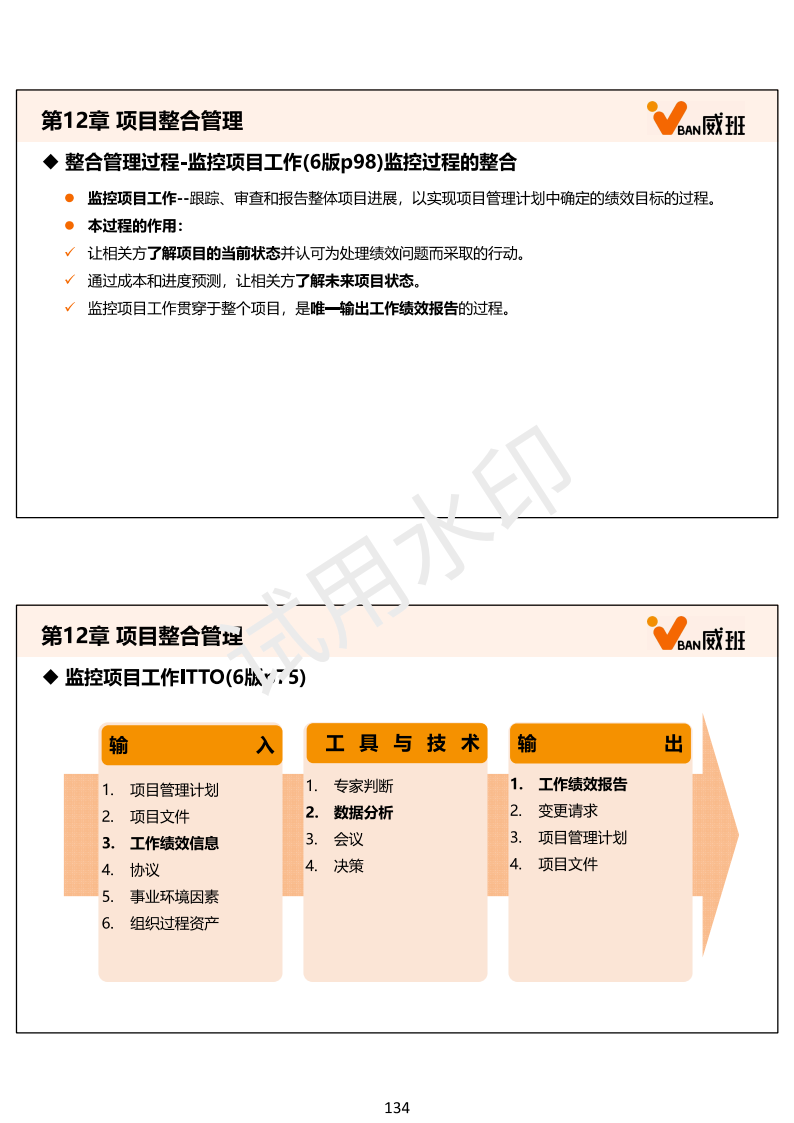 第12章 项目整合管理
BAN威班
◆ 整合管理过程-监控项目工作(6版p98)监控过程的整合
● 监控项目工作--跟踪、审查和报告整体项目进展，以实现项目管理计划中确定的绩效目标的过程。
● 本过程的作用：
✓ 让相关方了解项目的当前状态并认可为处理绩效问题而采取的行动。
✓ 通过成本和进度预测，让相关方了解未来项目状态。
✓ 监控项目工作贯穿于整个项目，是唯一输出工作绩效报告的过程。
试用水印
第12章 项目整合管理
BAN威班
◆ 监控项目工作ITTO(6版p75)
输 入
1. 项目管理计划
2. 项目文件
3. 工作绩效信息
4. 协议
5. 事业环境因素
6. 组织过程资产
工 具 与 技 术
1. 专家判断
2. 数据分析
3. 会议
4. 决策
输 出
1. 工作绩效报告
2. 变更请求
3. 项目管理计划
4. 项目文件
134